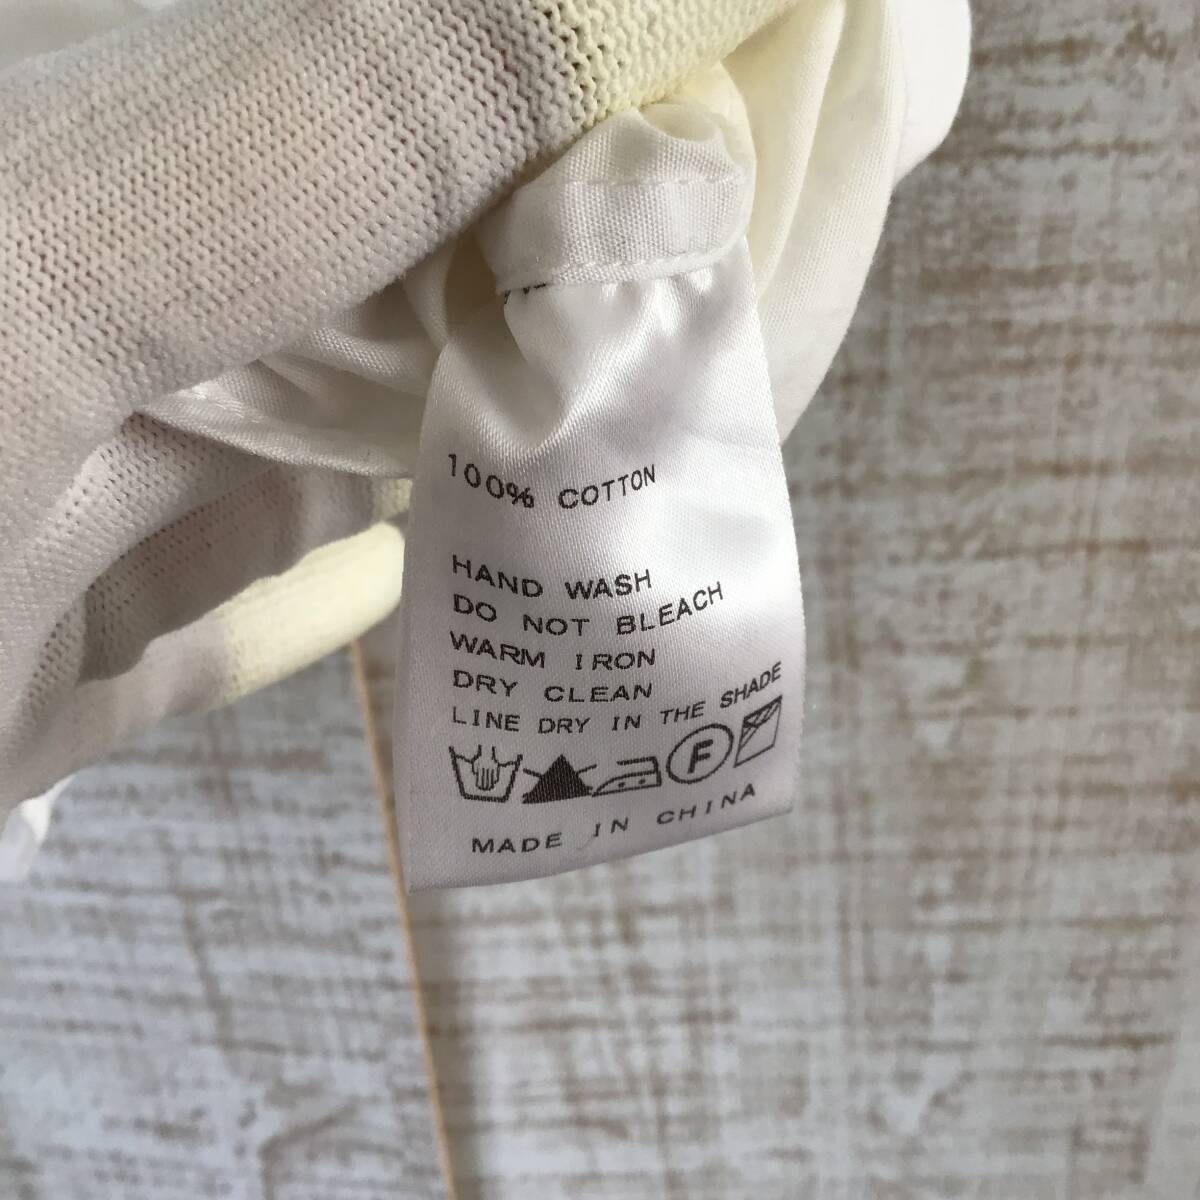 100% COTTON
HAND WASH
DO NOT BLEACH
WARM IRON
DRY CLEAN
LINE DRY IN THE SHADE
F
MADE IN CHINA